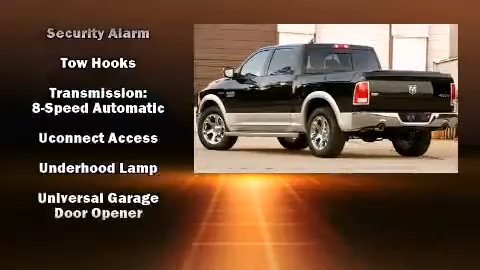 Security Alarm
Tow Hooks
Transmission:
8-Speed Automatic
Uconnect Access
Underhood Lamp
Universal Garage
Door Opener